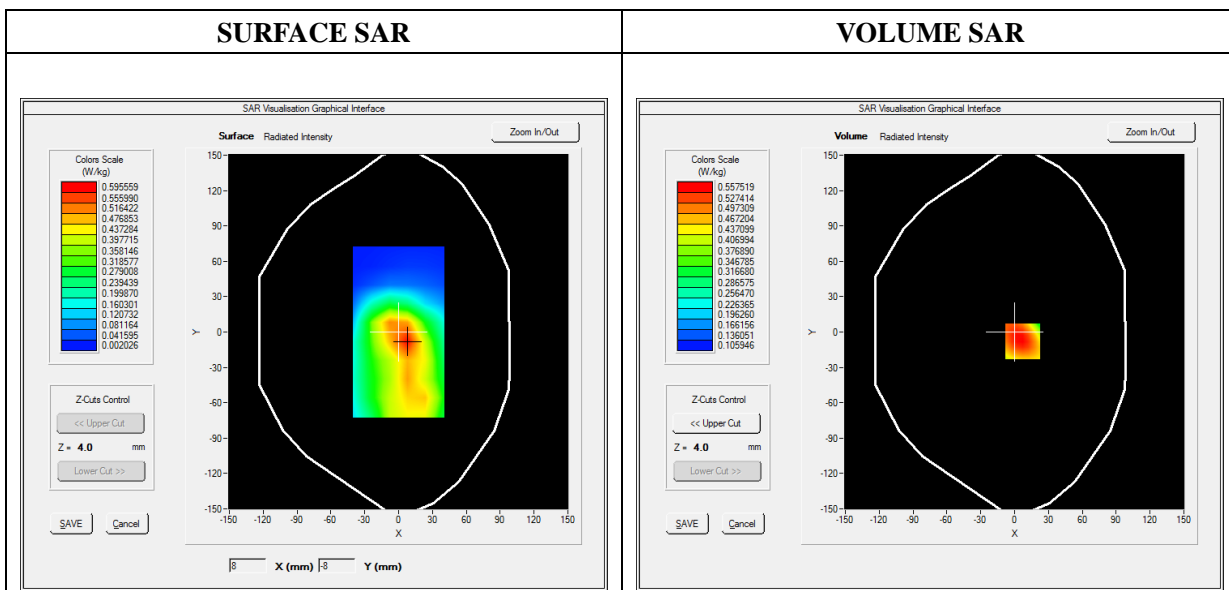 SURFACE SAR
VOLUME SAR
SAR Visualisation Graphical Interface
Surface Radiated Intensity
Zoom In/Out
Colors Scale
(W/kg)
0.595559
0.555990
0.516422
0.476853
0.437284
0.397715
0.358146
0.318577
0.279008
0.239439
0.199870
0.160301
0.120732
0.081164
0.041595
0.002026
Z-Cuts Control
<< Upper Cut
Z = 4.0 mm
Lower Cut >>
SAVE Cancel
150
120
90
60
30
0
-30
-60
-90
-120
-150
Y
-150 -120 -90 -60 -30 0 30 60 90 120 150
X
8 X (mm) -8 Y (mm)
SAR Visualisation Graphical Interface
Volume Radiated Intensity
Zoom In/Out
Colors Scale
(W/kg)
0.557519
0.527414
0.497309
0.467204
0.437099
0.406994
0.376890
0.346785
0.316680
0.286575
0.256470
0.226365
0.196260
0.166156
0.136051
0.105946
Z-Cuts Control
<< Upper Cut
Z = 4.0 mm
Lower Cut >>
SAVE Cancel
150
120
90
60
30
0
-30
-60
-90
-120
-150
Y
-150 -120 -90 -60 -30 0 30 60 90 120 150
X